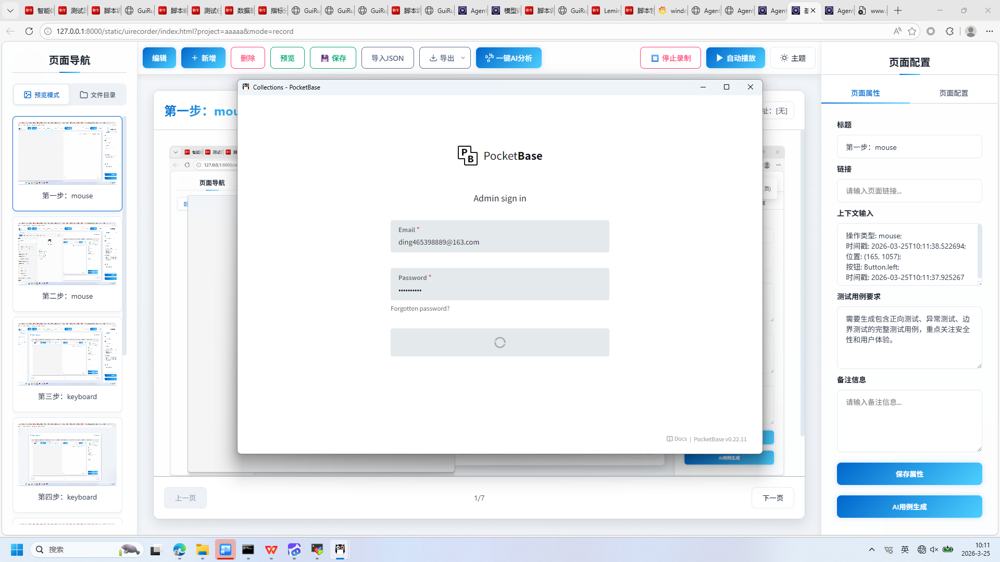 智能体
测试历
脚本调
GuiRu
脚本编
测试任
数据笔
指标分
GuiRu
GuiRu
GuiRu
脚本调
GuiRu
Agent
模型评
脚本调
GuiRu
Lemin
脚本管
windo
Agent
Agent
Agent
Agent
www.
127.0.0.1:8000/static/uirecorder/index.html?project=aaaaa&mode=record
页面导航
预览模式
文件目录
第一步：mouse
第二步：mouse
第三步：keyboard
第四步：keyboard
编辑
新增
删除
预览
保存
导入JSON
导出
一键AI分析
停止录制
自动播放
主题
第一步：mou
址：[无]
127.0.0.1:8000/st
页面导航
页)
AI用例生成
Collections - PocketBase
PB PocketBase
Admin sign in
Email *
ding465398889@163.com
Password *
••••••••••
Forgotten password?
Docs | PocketBase v0.22.11
上一页
1/7
下一页
页面配置
页面属性
页面配置
标题
第一步：mouse
链接
请输入页面链接...
上下文输入
操作类型: mouse;
时间戳: 2026-03-25T10:11:38.522694;
位置: (165, 1057);
按钮: Button.left;
时间戳: 2026-03-25T10:11:37.925267
测试用例要求
需要生成包含正向测试、异常测试、边
界测试的完整测试用例，重点关注安全
性和用户体验。
备注信息
请输入备注信息...
保存属性
AI用例生成
搜索
英
10:11
2026-3-25